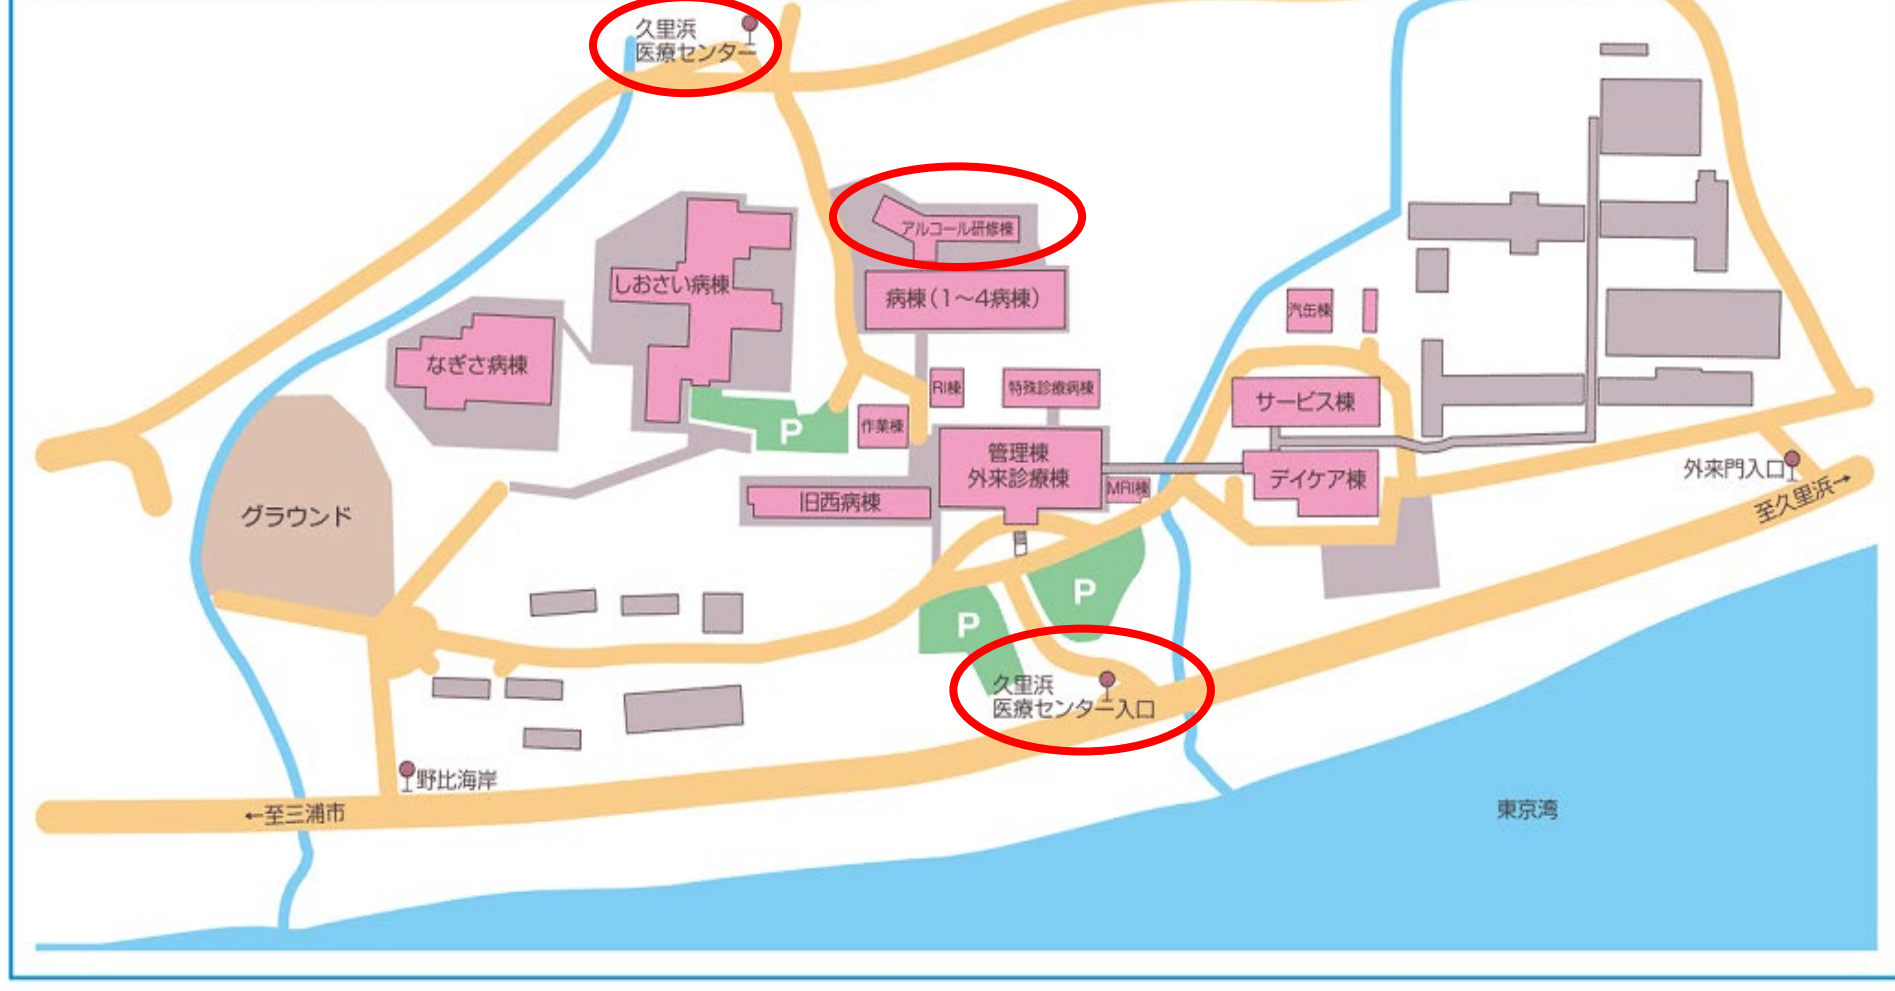 久里浜
医療センター
アルコール研修棟
しおさい病棟
病棟(1~4病棟)
汽缶棟
なぎさ病棟
RI棟
特殊診療病棟
サービス棟
P
作業棟
管理棟
外来診療棟
外来門入口
デイケア棟
MRI棟
旧西病棟
至久里浜→
グラウンド
P
P
久里浜
医療センター入口
野比海岸
←至三浦市
東京湾